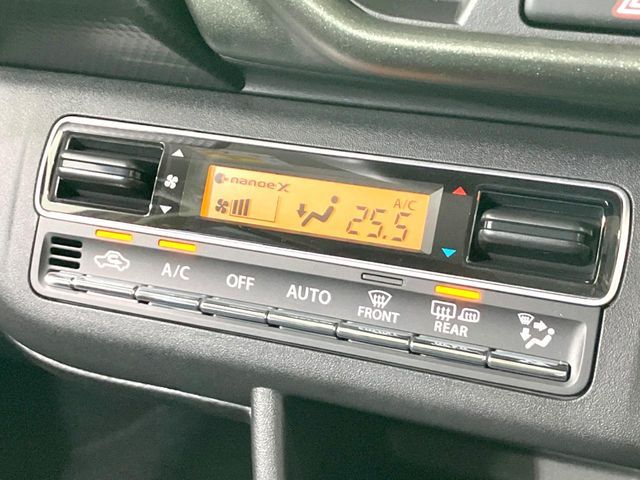 nanoeX
A/C
25.5
A/C
OFF
AUTO
FRONT
REAR